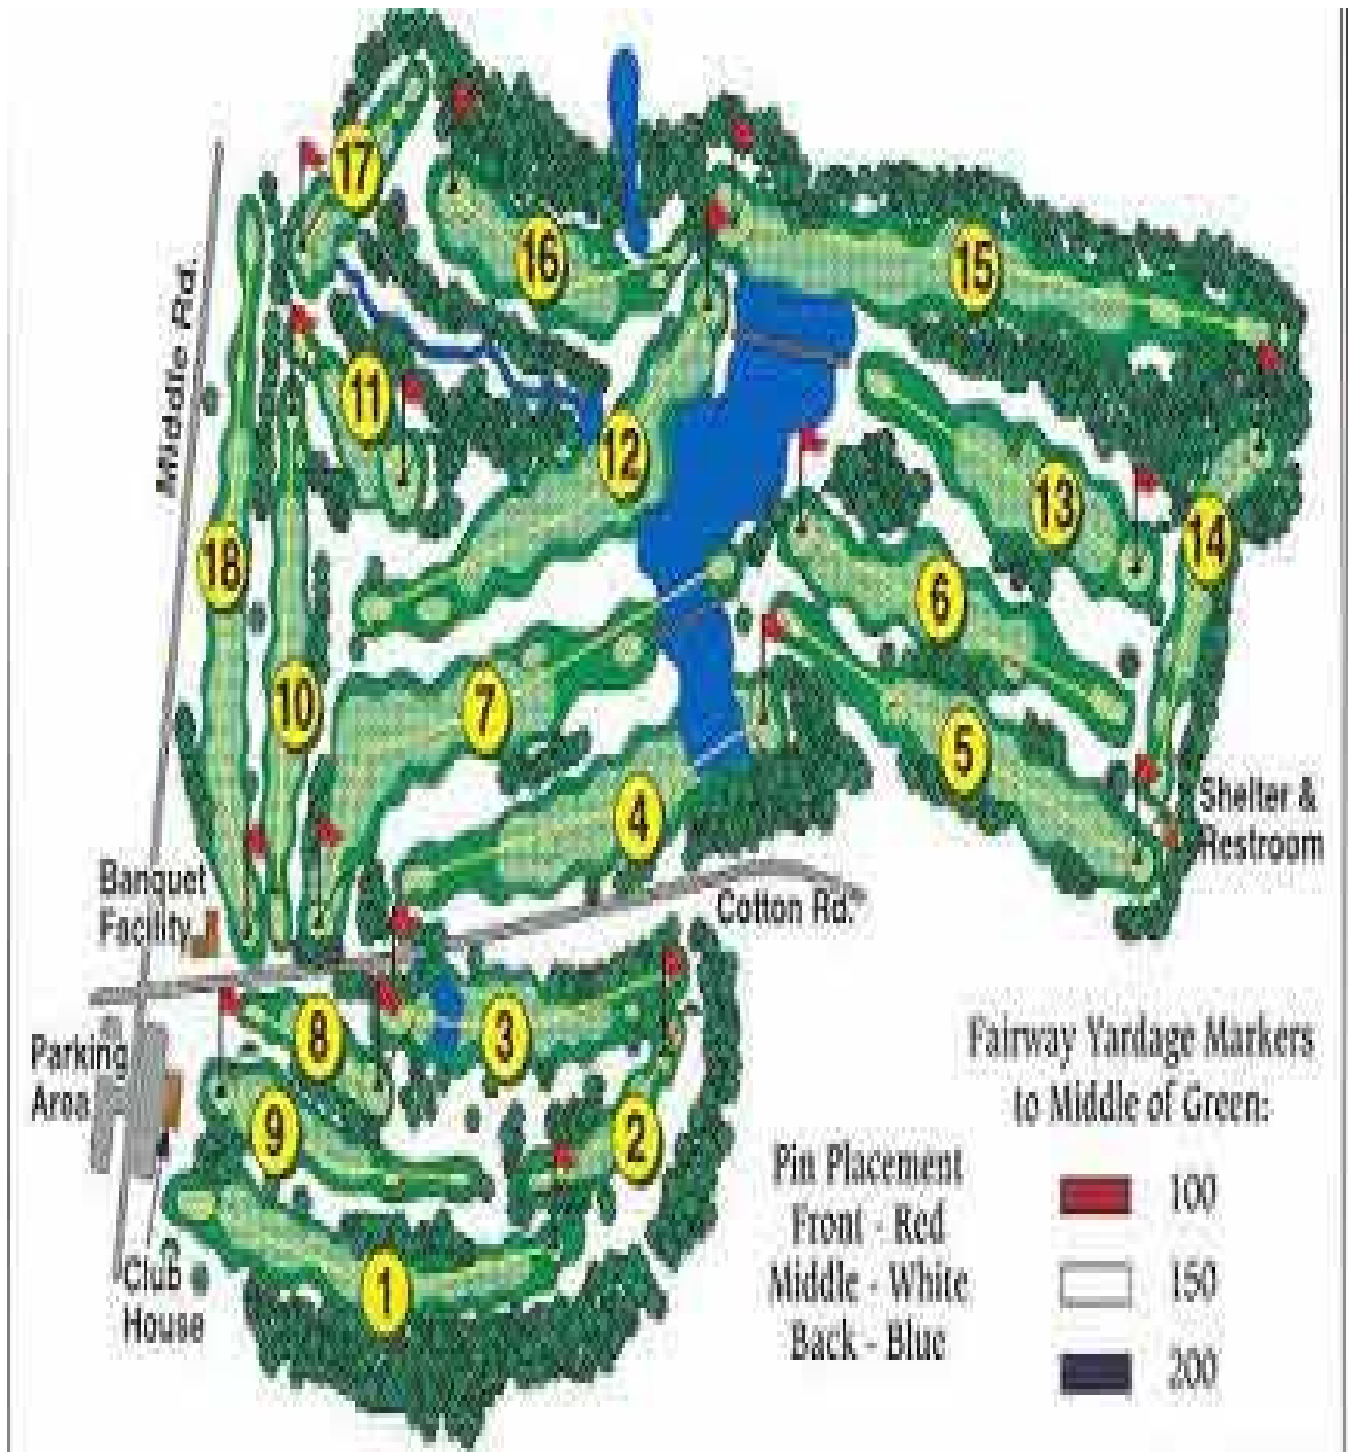 17
16
15
Middle Rd.
11
12
13
14
18
6
10
7
5
4
Shelter &
Restroom
Banquet
Facility
Cotton Rd.
8
3
Parking
Area
9
2
Fairway Yardage Markers
to Middle of Green:
Pin Placement
Front - Red
Middle - White
Back - Blue
100
150
200
Club
House
1